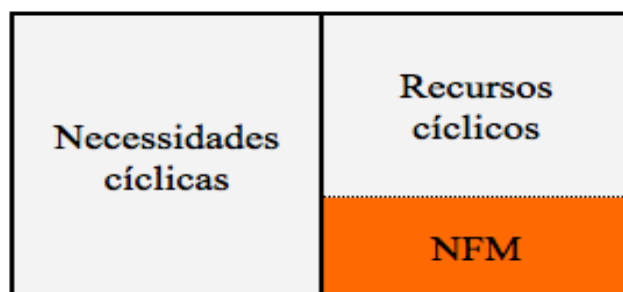 Necessidades
cíclicas
Recursos
cíclicos
NFM